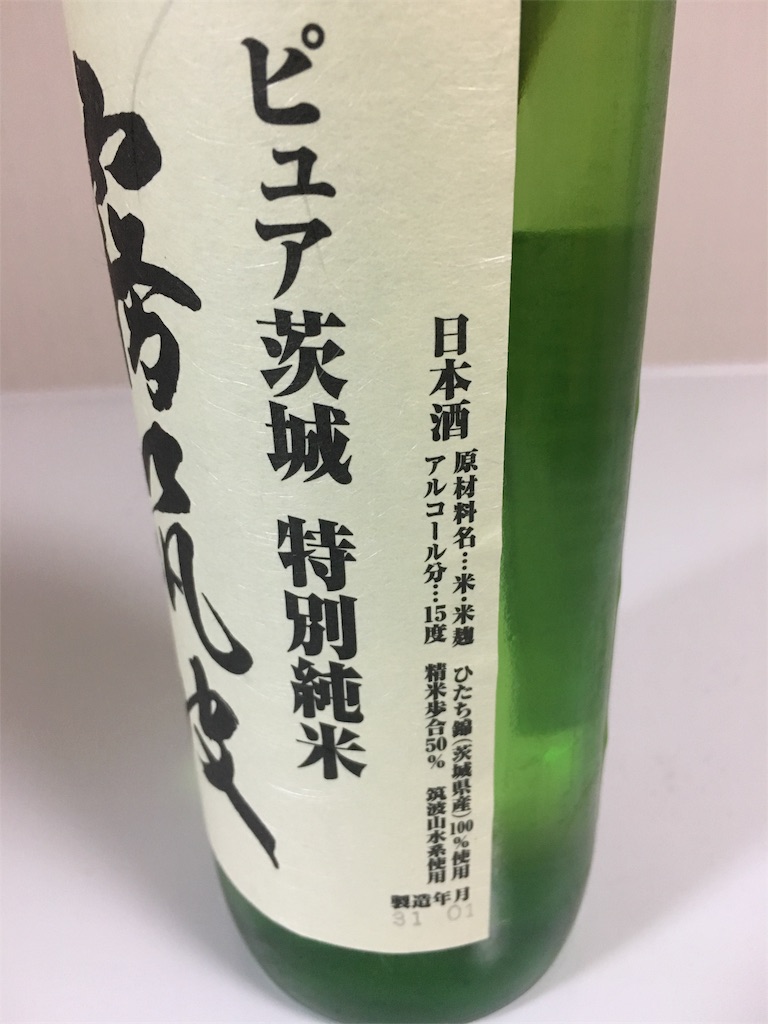 日本酒
原材料名…米・米麹　ひたち錦(茨城県産)100%使用
アルコール分…15度　精米歩合50%　筑波山水系使用
製造年月
31 01
ピュア茨城 特別純米
霧筑波